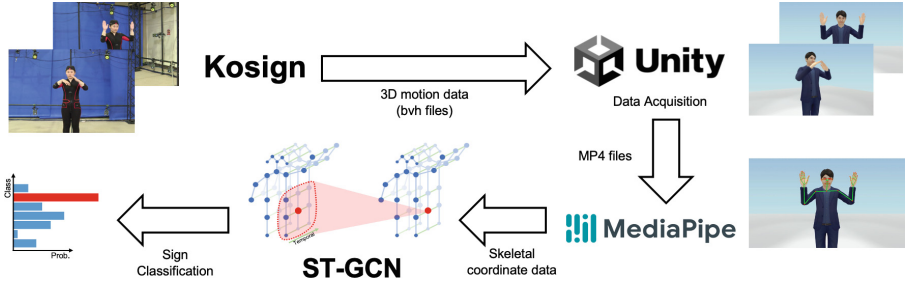 Kosign
3D motion data
(bvh files)
Unity
Data Acquisition
MP4 files
MediaPipe
Skeletal
coordinate data
Temporal
ST-GCN
Sign
Classification
Class
Prob.